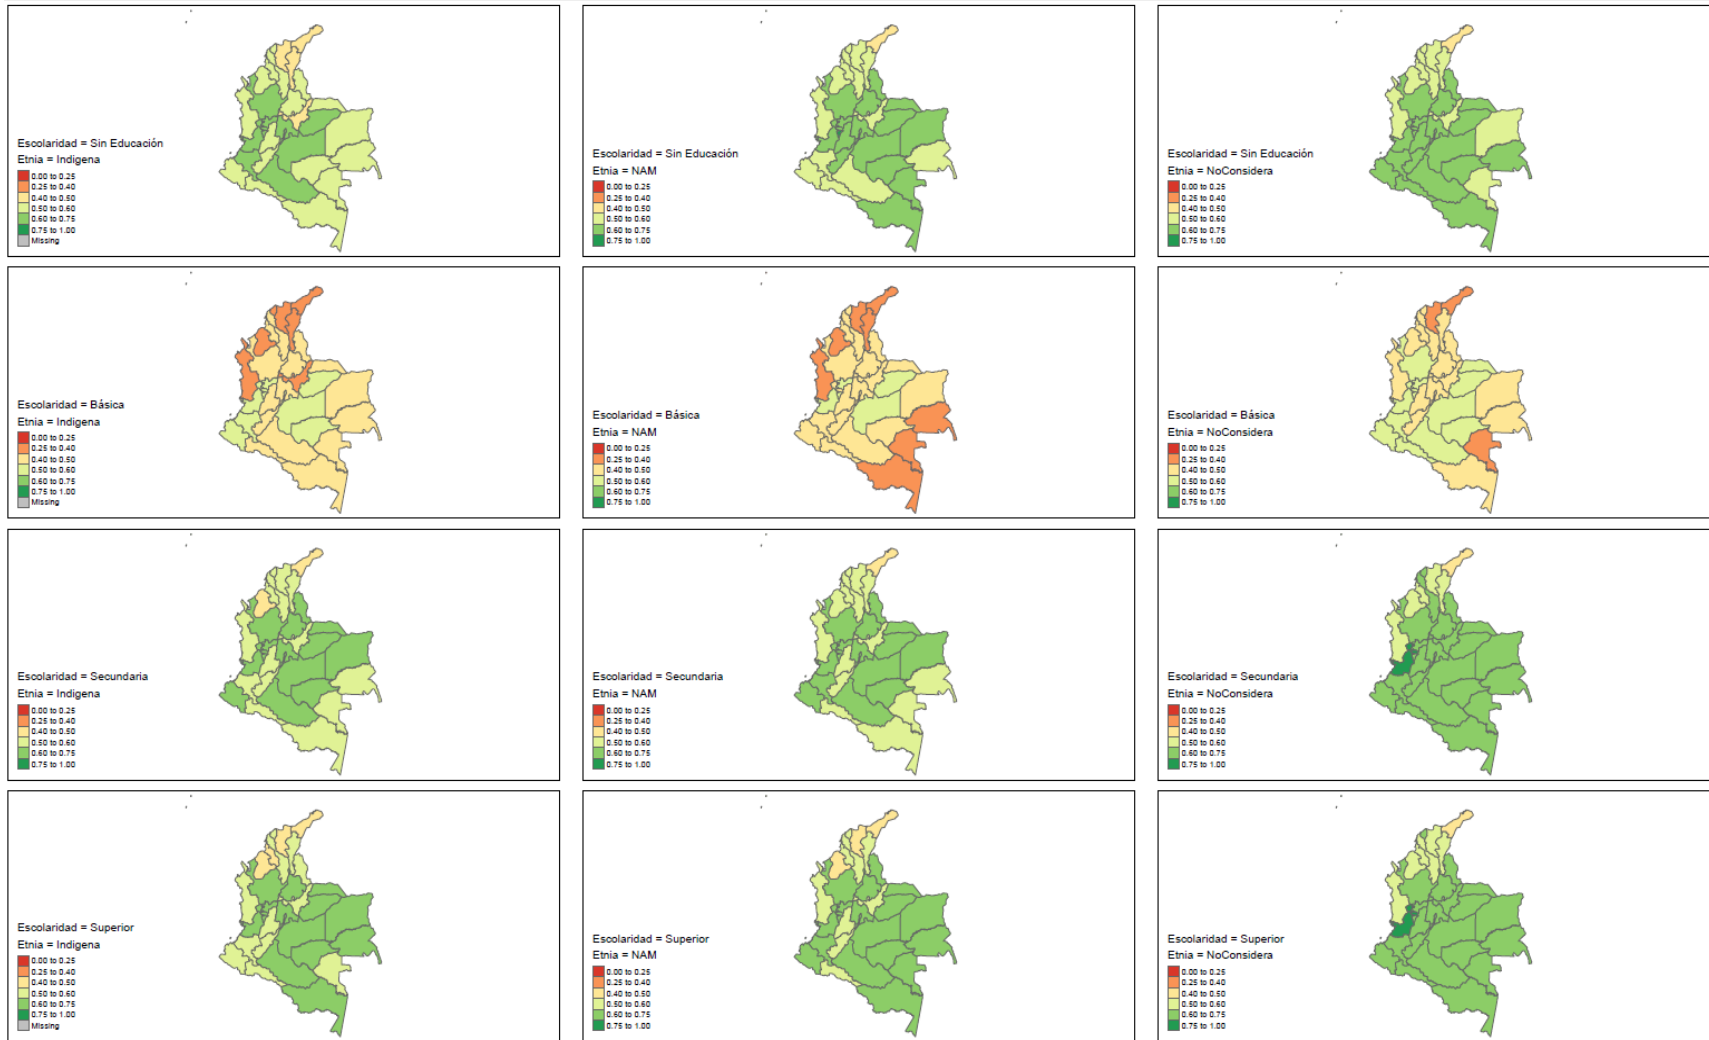 Escolaridad = Sin Educación
Etnia = Indigena
0.00 to 0.25
0.25 to 0.40
0.40 to 0.50
0.50 to 0.60
0.60 to 0.75
0.75 to 1.00
Missing
Escolaridad = Sin Educación
Etnia = NAM
0.00 to 0.25
0.25 to 0.40
0.40 to 0.50
0.50 to 0.60
0.60 to 0.75
0.75 to 1.00
Escolaridad = Sin Educación
Etnia = NoConsidera
0.00 to 0.25
0.25 to 0.40
0.40 to 0.50
0.50 to 0.60
0.60 to 0.75
0.75 to 1.00
Escolaridad = Básica
Etnia = Indigena
0.00 to 0.25
0.25 to 0.40
0.40 to 0.50
0.50 to 0.60
0.60 to 0.75
0.75 to 1.00
Missing
Escolaridad = Básica
Etnia = NAM
0.00 to 0.25
0.25 to 0.40
0.40 to 0.50
0.50 to 0.60
0.60 to 0.75
0.75 to 1.00
Escolaridad = Básica
Etnia = NoConsidera
0.00 to 0.25
0.25 to 0.40
0.40 to 0.50
0.50 to 0.60
0.60 to 0.75
0.75 to 1.00
Escolaridad = Secundaria
Etnia = Indigena
0.00 to 0.25
0.25 to 0.40
0.40 to 0.50
0.50 to 0.60
0.60 to 0.75
0.75 to 1.00
Escolaridad = Secundaria
Etnia = NAM
0.00 to 0.25
0.25 to 0.40
0.40 to 0.50
0.50 to 0.60
0.60 to 0.75
0.75 to 1.00
Escolaridad = Secundaria
Etnia = NoConsidera
0.00 to 0.25
0.25 to 0.40
0.40 to 0.50
0.50 to 0.60
0.60 to 0.75
0.75 to 1.00
Escolaridad = Superior
Etnia = Indigena
0.00 to 0.25
0.25 to 0.40
0.40 to 0.50
0.50 to 0.60
0.60 to 0.75
0.75 to 1.00
Missing
Escolaridad = Superior
Etnia = NAM
0.00 to 0.25
0.25 to 0.40
0.40 to 0.50
0.50 to 0.60
0.60 to 0.75
0.75 to 1.00
Escolaridad = Superior
Etnia = NoConsidera
0.00 to 0.25
0.25 to 0.40
0.40 to 0.50
0.50 to 0.60
0.60 to 0.75
0.75 to 1.00